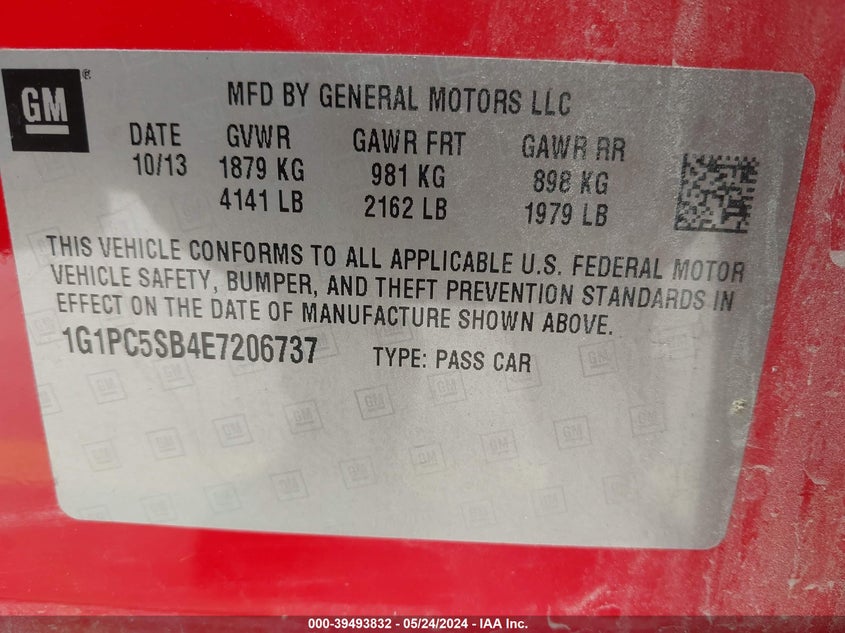 GM®
MFD BY GENERAL MOTORS LLC
DATE GVWR GAWR FRT GAWR RR
10/13 1879 KG 981 KG 898 KG
4141 LB 2162 LB 1979 LB
THIS VEHICLE CONFORMS TO ALL APPLICABLE U.S. FEDERAL MOTOR
VEHICLE SAFETY, BUMPER, AND THEFT PREVENTION STANDARDS IN
EFFECT ON THE DATE OF MANUFACTURE SHOWN ABOVE.
1G1PC5SB4E7206737 TYPE: PASS CAR
000-39493832 - 05/24/2024 - IAA Inc.